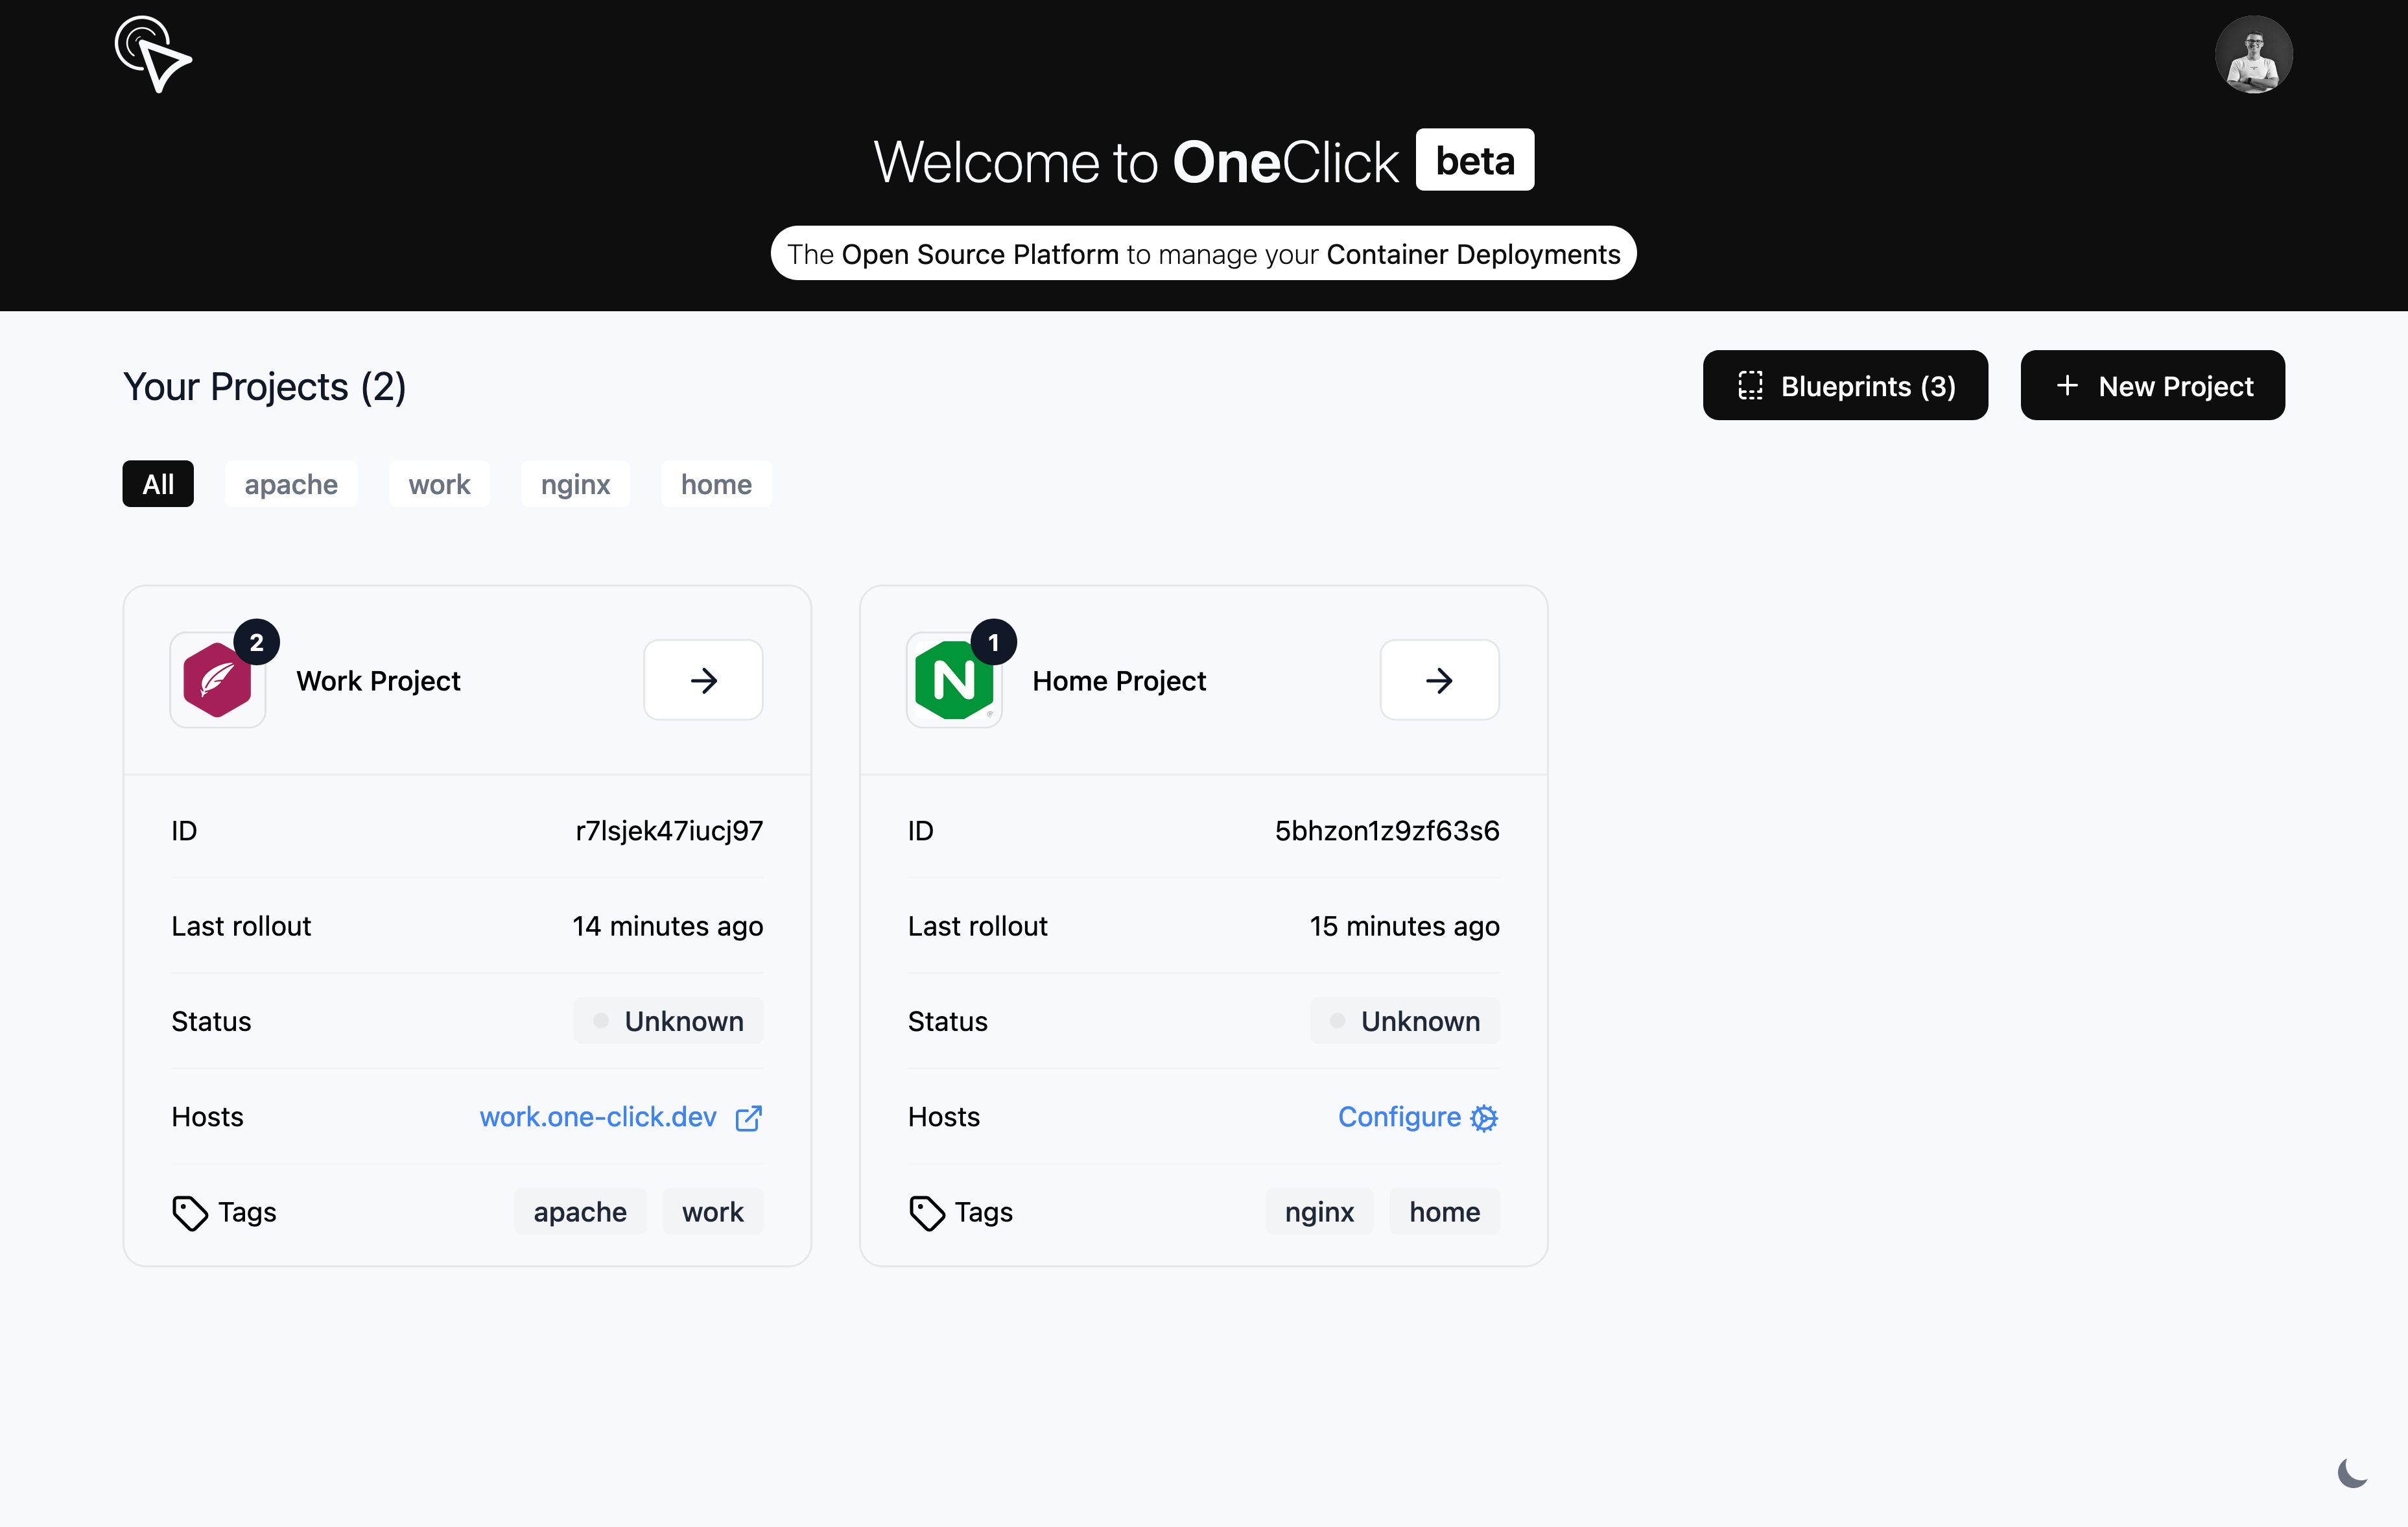 Welcome to OneClick beta
The Open Source Platform to manage your Container Deployments
Your Projects (2)
Blueprints (3)
New Project
All
apache
work
nginx
home
2
Work Project
ID
r7lsjek47iucj97
Last rollout
14 minutes ago
Status
Unknown
Hosts
work.one-click.dev
Tags
apache
work
N
1
Home Project
ID
5bhzon1z9zf63s6
Last rollout
15 minutes ago
Status
Unknown
Hosts
Configure
Tags
nginx
home